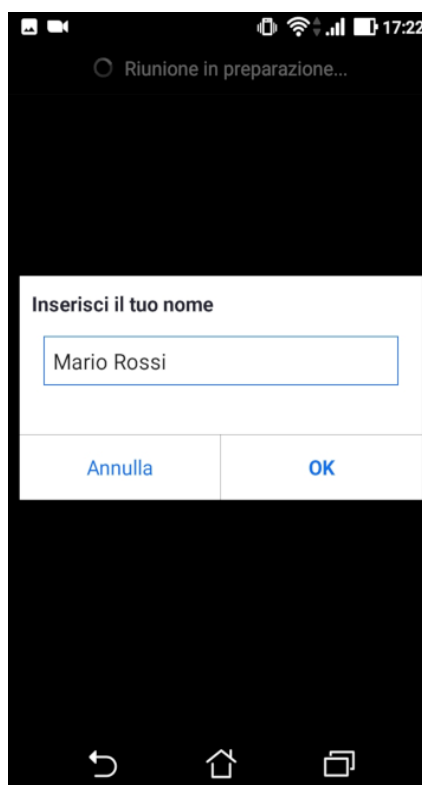 17:22
Riunione in preparazione...
Inserisci il tuo nome
Mario Rossi
Annulla OK